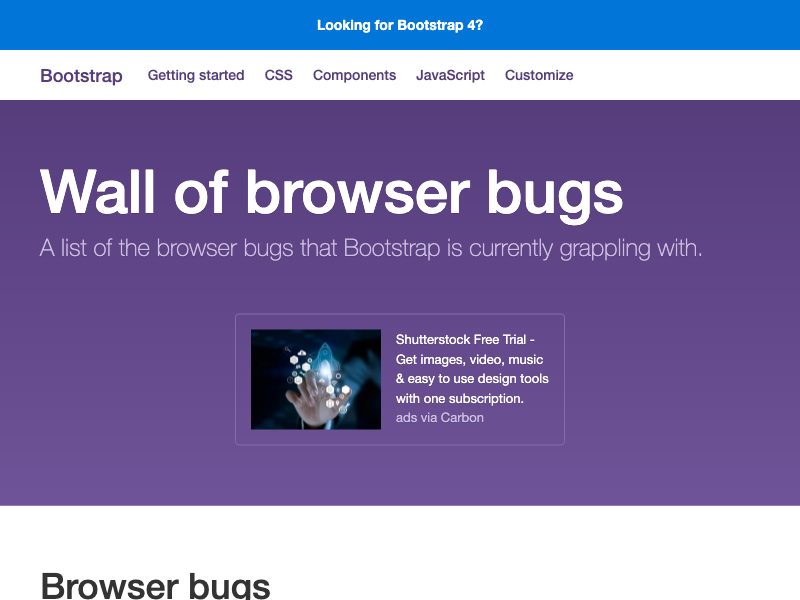 Looking for Bootstrap 4?
Bootstrap Getting started CSS Components JavaScript Customize
Wall of browser bugs
A list of the browser bugs that Bootstrap is currently grappling with.
Shutterstock Free Trial -
Get images, video, music
& easy to use design tools
with one subscription.
ads via Carbon
Browser bugs